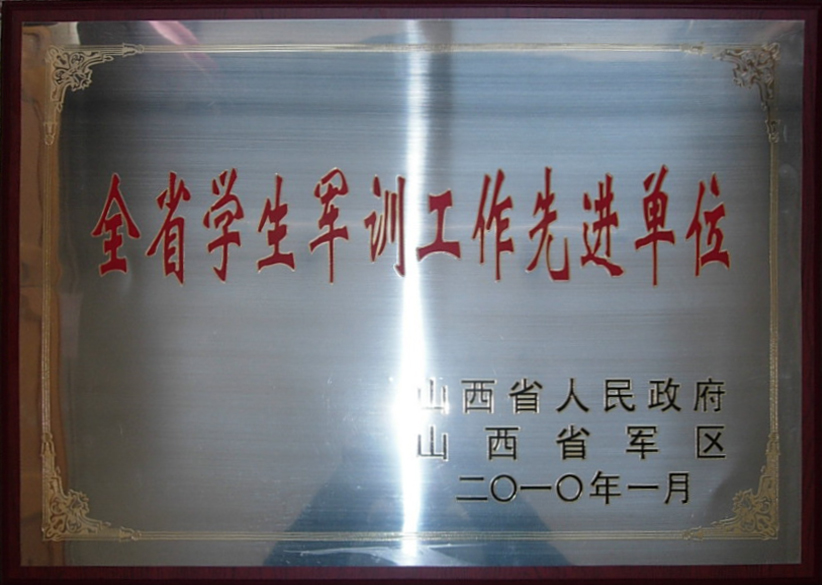 全省学生军训工作先进单位
山西省人民政府
山西省军区
二〇一〇年一月